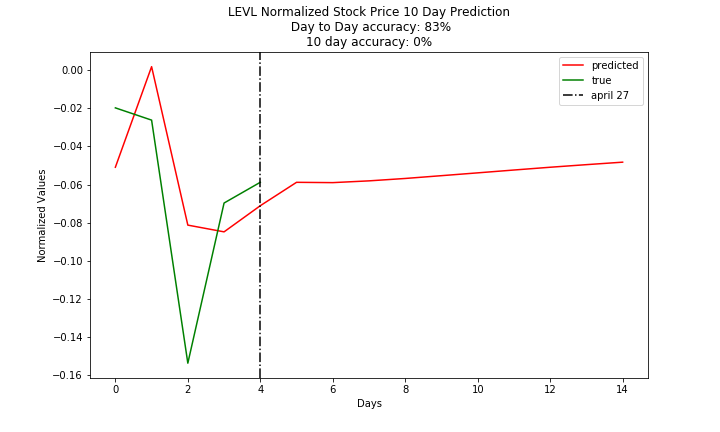 LEVL Normalized Stock Price 10 Day Prediction
Day to Day accuracy: 83%
10 day accuracy: 0%
predicted
true
april 27
0.00
−0.02
−0.04
−0.06
−0.08
−0.10
−0.12
−0.14
−0.16
Normalized Values
0 2 4 6 8 10 12 14
Days